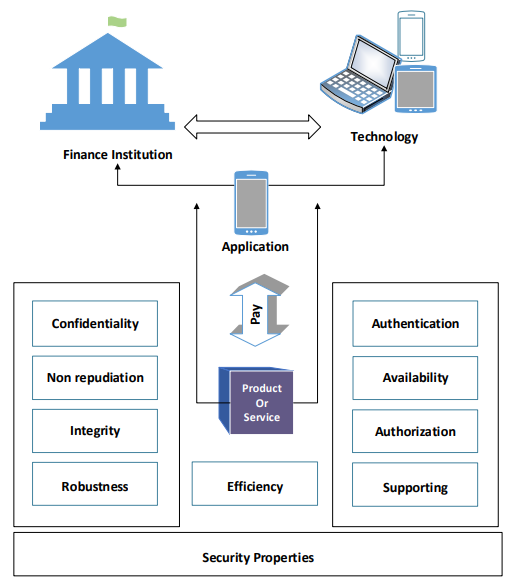 Finance Institution
Technology
Application
Pay
Product
Or
Service
Confidentiality
Non repudiation
Integrity
Robustness
Efficiency
Authentication
Availability
Authorization
Supporting
Security Properties